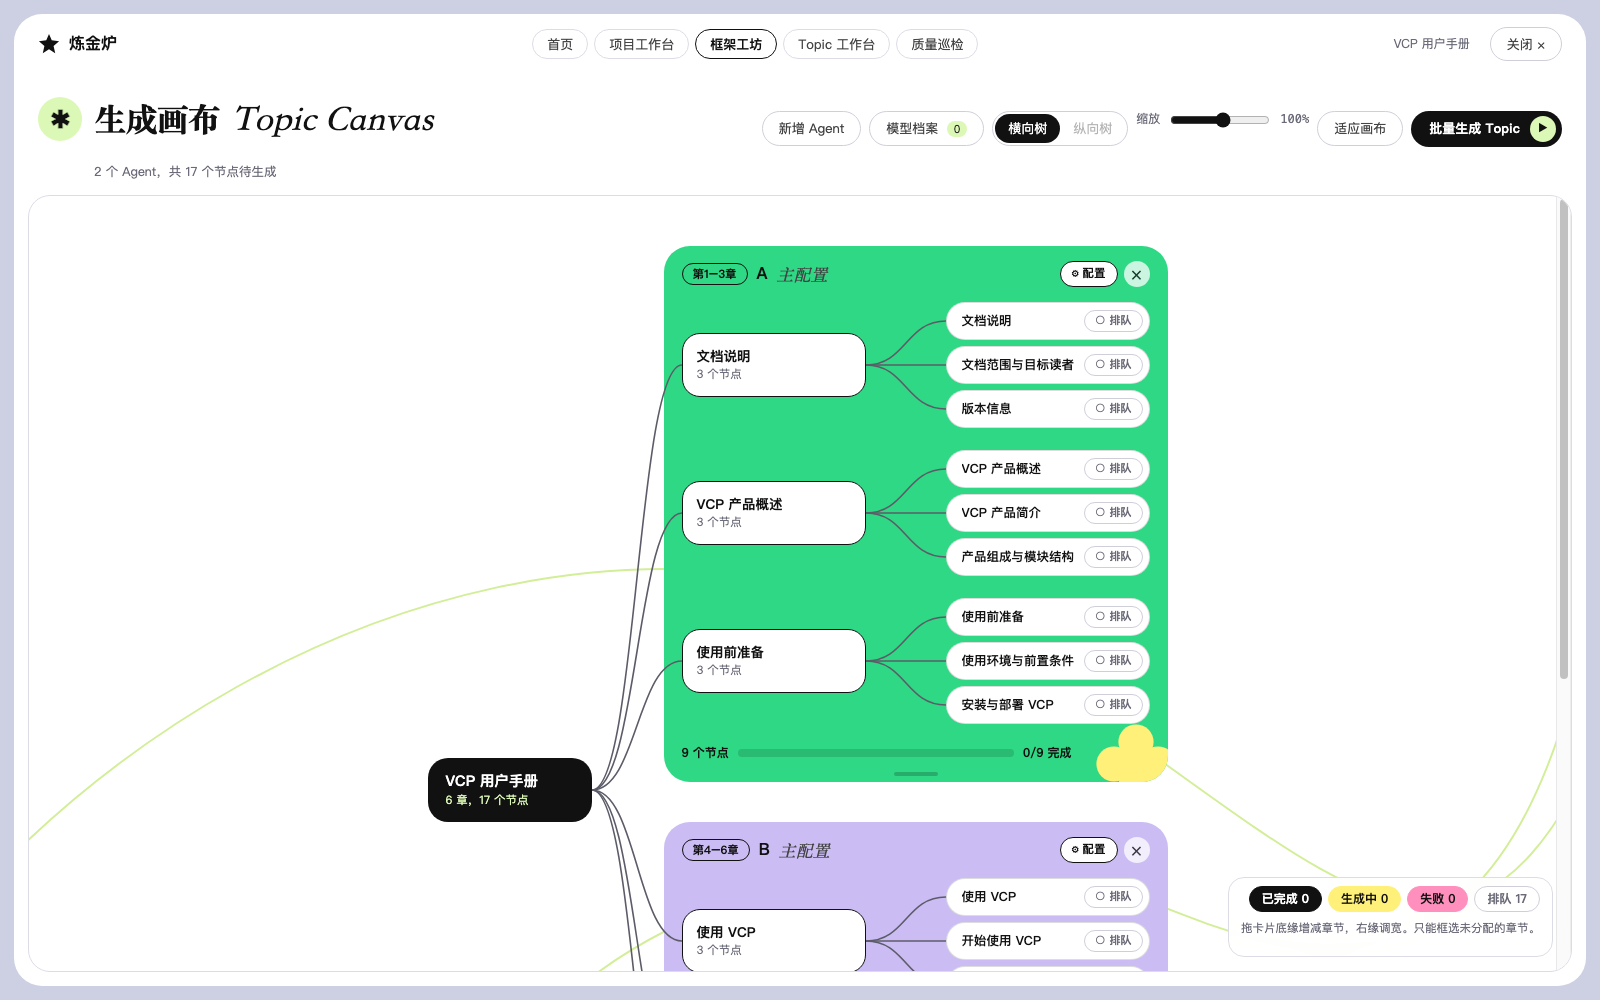 炼金炉
首页
项目工作台
框架工坊
Topic 工作台
质量巡检
VCP 用户手册
关闭 ×
生成画布 Topic Canvas
新增 Agent
模型档案 0
横向树
纵向树
缩放
100%
适应画布
批量生成 Topic
2 个 Agent，共 17 个节点待生成
第1—3章 A 主配置
配置
文档说明
3 个节点
文档说明 排队
文档范围与目标读者 排队
版本信息 排队
VCP 产品概述
3 个节点
VCP 产品概述 排队
VCP 产品简介 排队
产品组成与模块结构 排队
使用前准备
3 个节点
使用前准备 排队
使用环境与前置条件 排队
安装与部署 VCP 排队
9 个节点
0/9 完成
VCP 用户手册
6 章，17 个节点
第4—6章 B 主配置
配置
使用 VCP
3 个节点
使用 VCP 排队
开始使用 VCP 排队
已完成 0
生成中 0
失败 0
排队 17
拖卡片底缘增减章节，右缘调宽。只能框选未分配的章节。